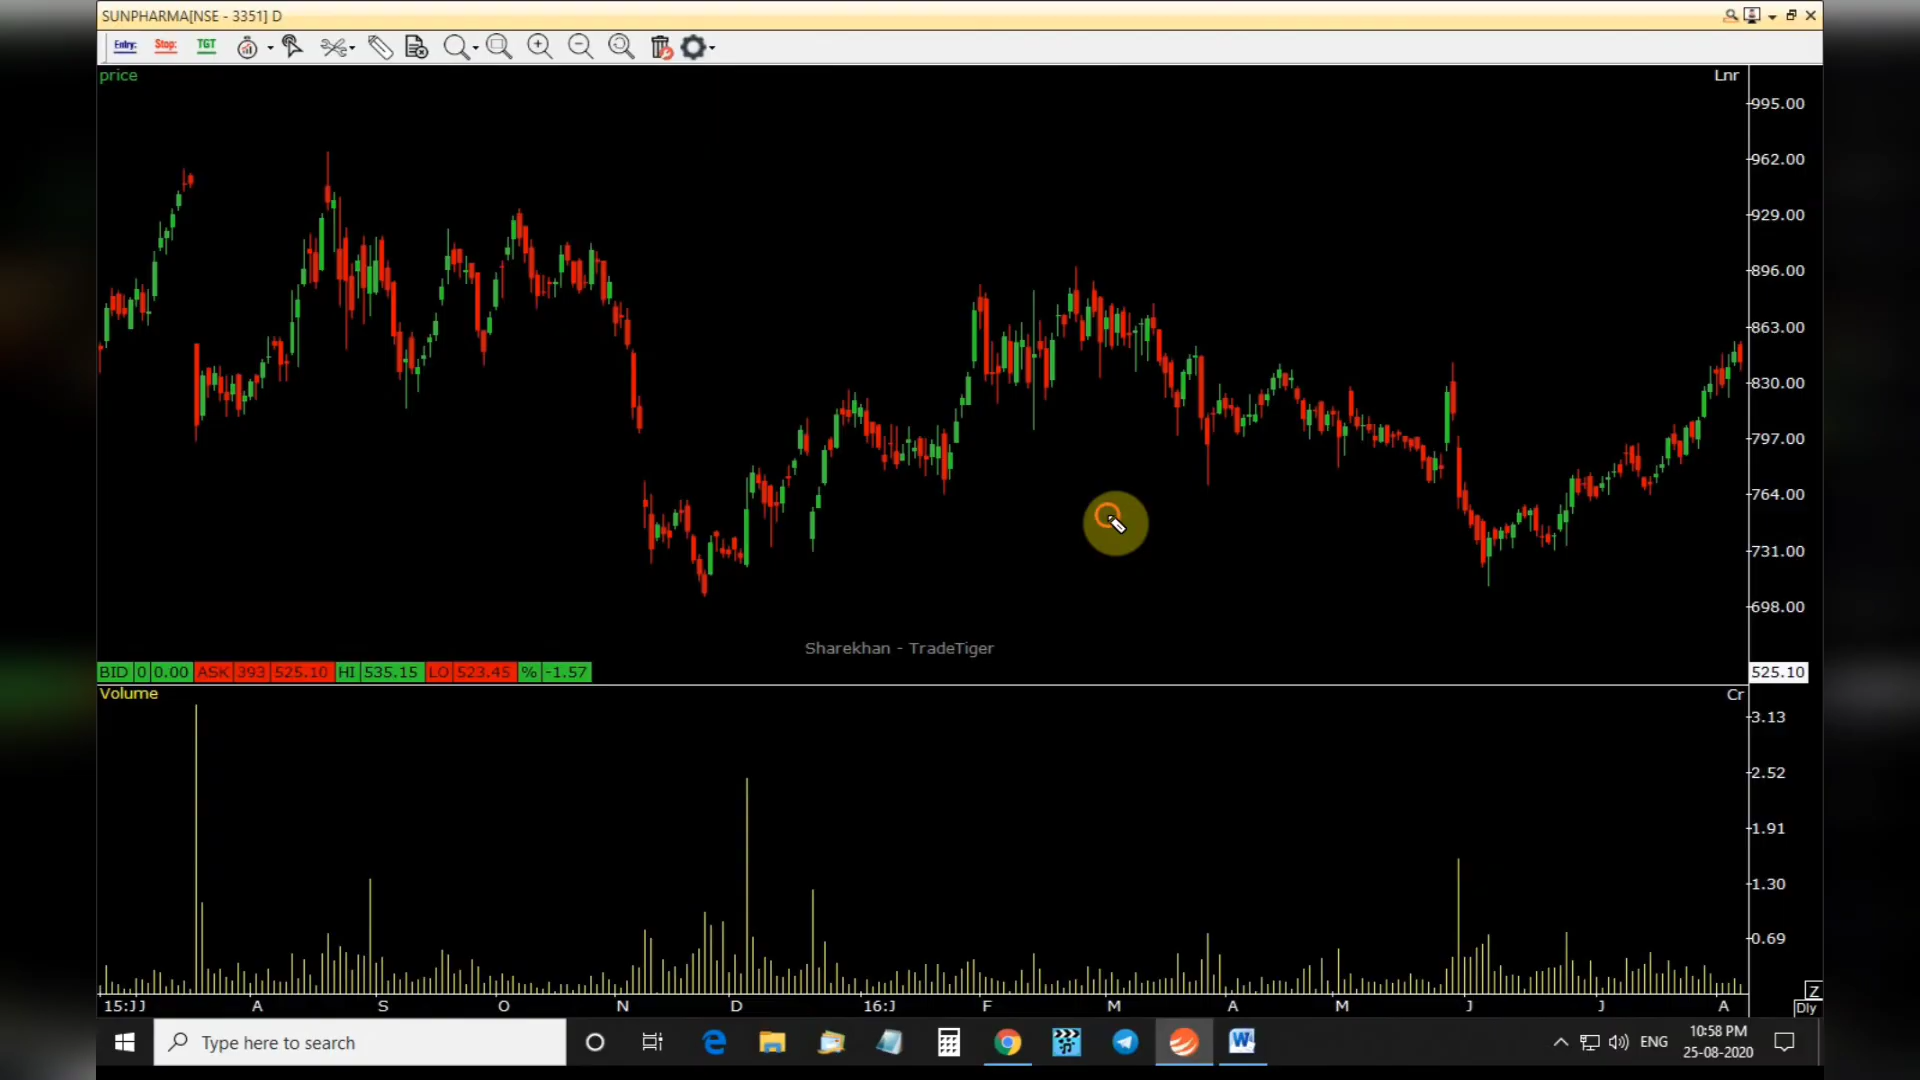 SUNPHARMA[NSE - 3351] D
Entry: Stop: TGT
price
Lnr
995.00
962.00
929.00
896.00
863.00
830.00
797.00
764.00
731.00
698.00
Sharekhan - TradeTiger
BID 0 0.00 ASK 393 525.10 HI 535.15 LO 523.45 % -1.57
525.10
Volume
Cr
3.13
2.52
1.91
1.30
0.69
Z
15:JJ A S O N D 16:J F M A M J J A
Dly
Type here to search
ENG
10:58 PM
25-08-2020